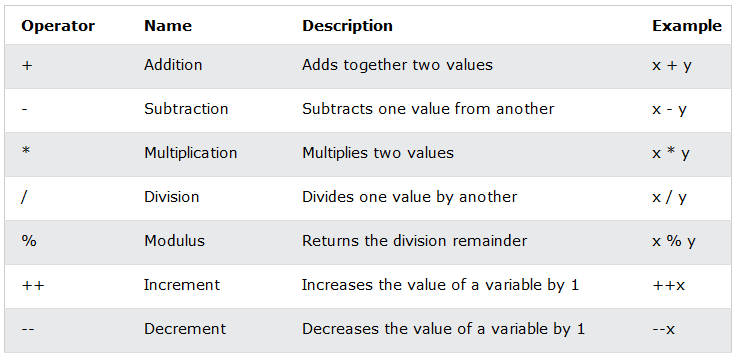 Operator Name Description Example
+ Addition Adds together two values x + y
- Subtraction Subtracts one value from another x - y
* Multiplication Multiplies two values x * y
/ Division Divides one value by another x / y
% Modulus Returns the division remainder x % y
++ Increment Increases the value of a variable by 1 ++x
-- Decrement Decreases the value of a variable by 1 --x